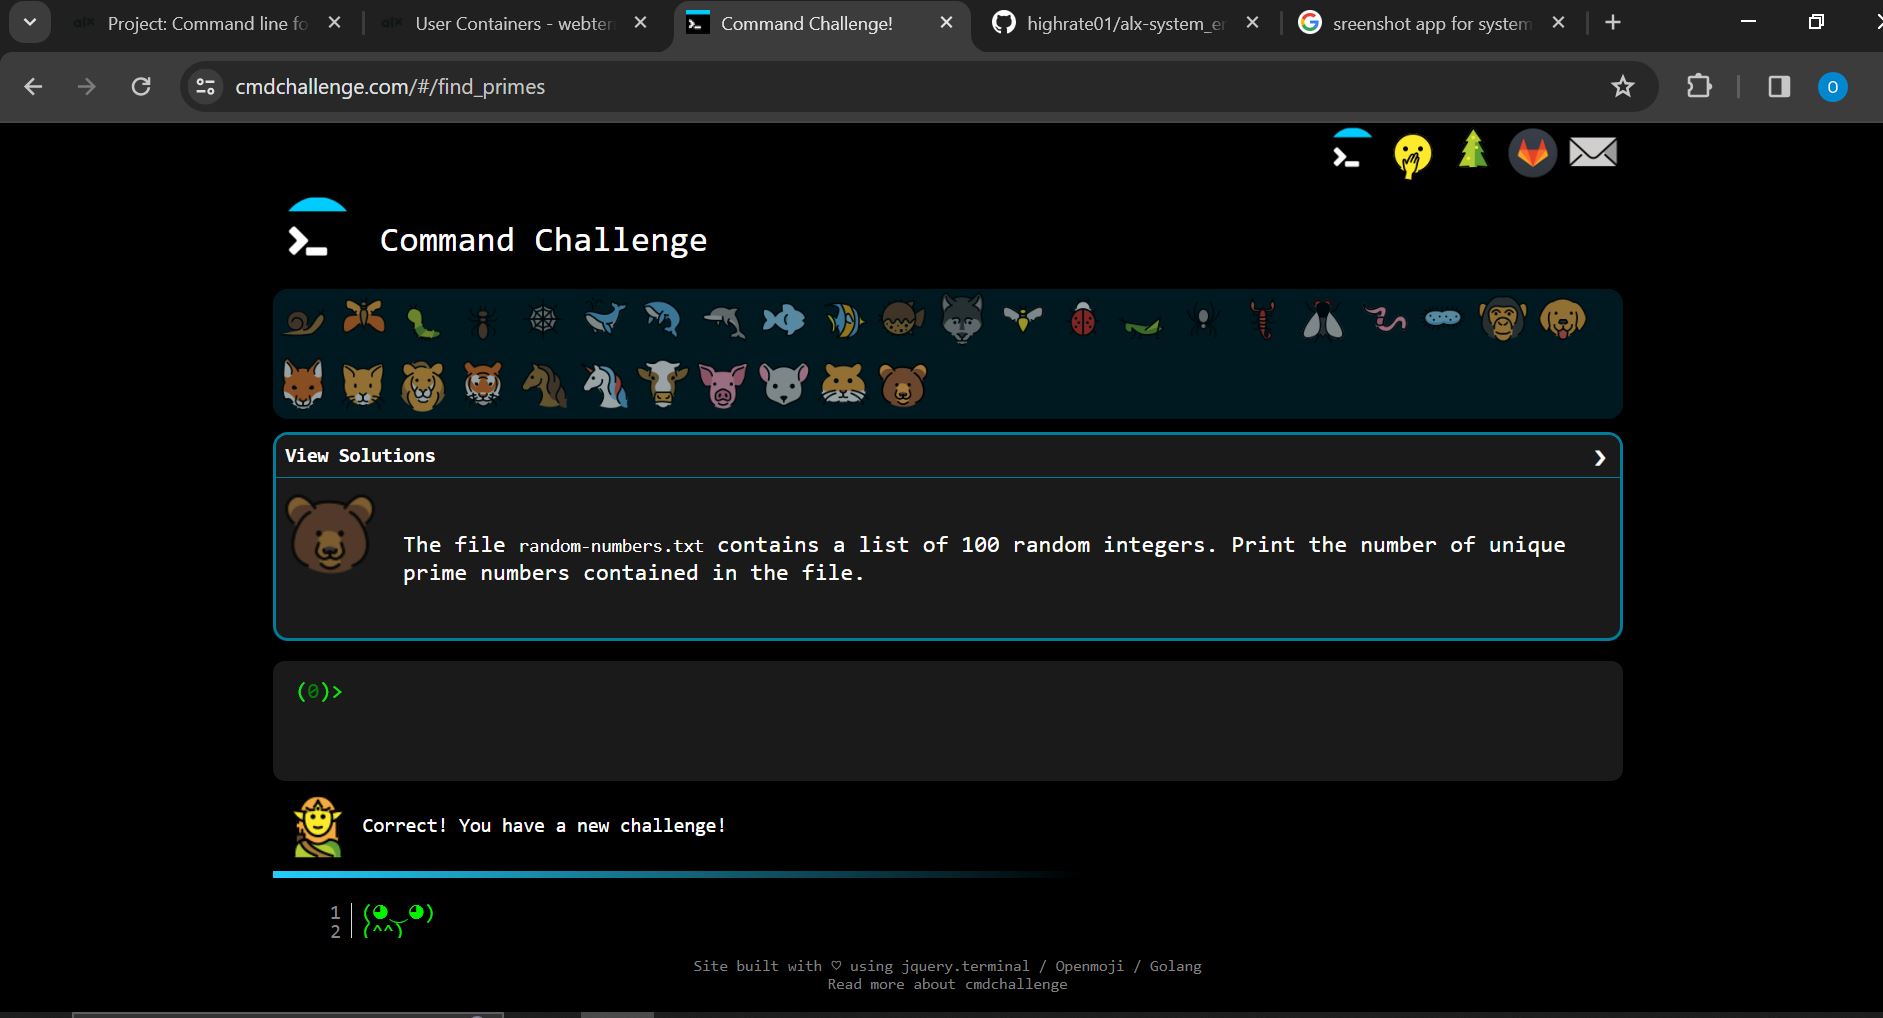 Project: Command line fo
User Containers - webter
Command Challenge!
highrate01/alx-system_er
sreenshot app for system
cmdchallenge.com/#/find_primes
O
Command Challenge
View Solutions
The file random-numbers.txt contains a list of 100 random integers. Print the number of unique
prime numbers contained in the file.
(0)>
Correct! You have a new challenge!
1
2 (^^)
Site built with ♡ using jquery.terminal / Openmoji / Golang
Read more about cmdchallenge